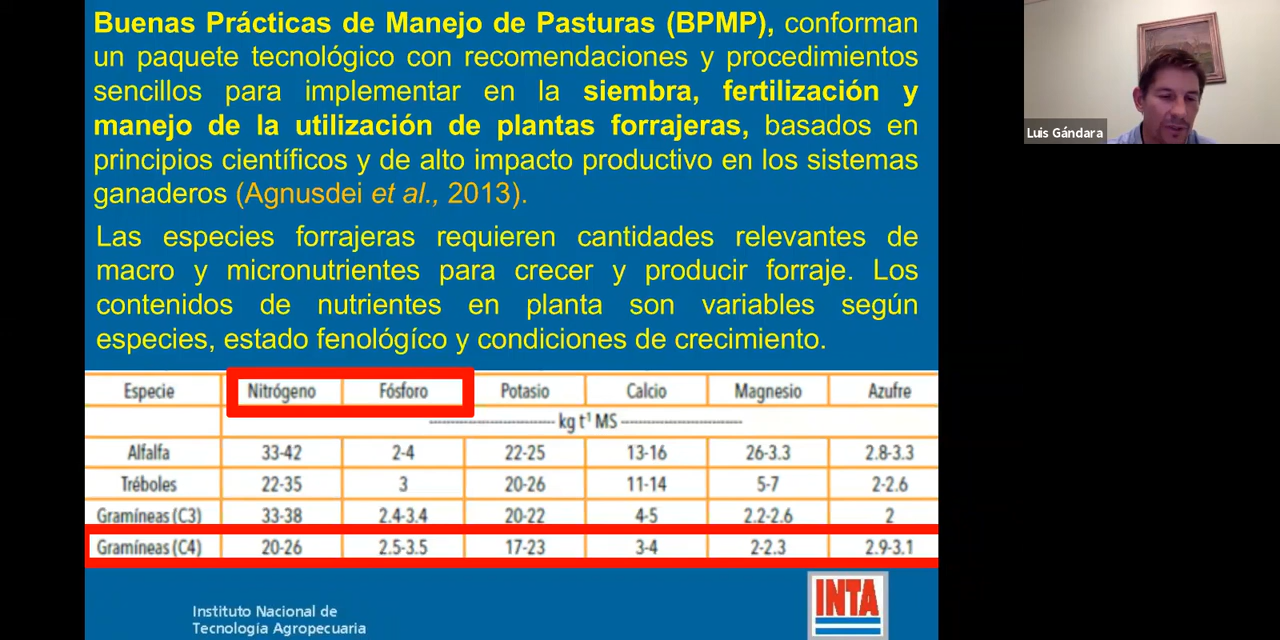 Buenas Prácticas de Manejo de Pasturas (BPMP), conforman
un paquete tecnológico con recomendaciones y procedimientos
sencillos para implementar en la siembra, fertilización y
manejo de la utilización de plantas forrajeras, basados en
principios científicos y de alto impacto productivo en los sistemas
ganaderos (Agnusdei et al., 2013).
Las especies forrajeras requieren cantidades relevantes de
macro y micronutrientes para crecer y producir forraje. Los
contenidos de nutrientes en planta son variables según
especies, estado fenológíco y condiciones de crecimiento.
Especie Nitrógeno Fósforo Potasio Calcio Magnesio Azufre
kg t¹ MS
Alfalfa 33-42 2-4 22-25 13-16 26-3.3 2.8-3.3
Tréboles 22-35 3 20-26 11-14 5-7 2-2.6
Gramíneas (C3) 33-38 2.4-3.4 20-22 4-5 2.2-2.6 2
Gramíneas (C4) 20-26 2.5-3.5 17-23 3-4 2-2.3 2.9-3.1
Instituto Nacional de
Tecnología Agropecuaria
INTA
Luis Gándara